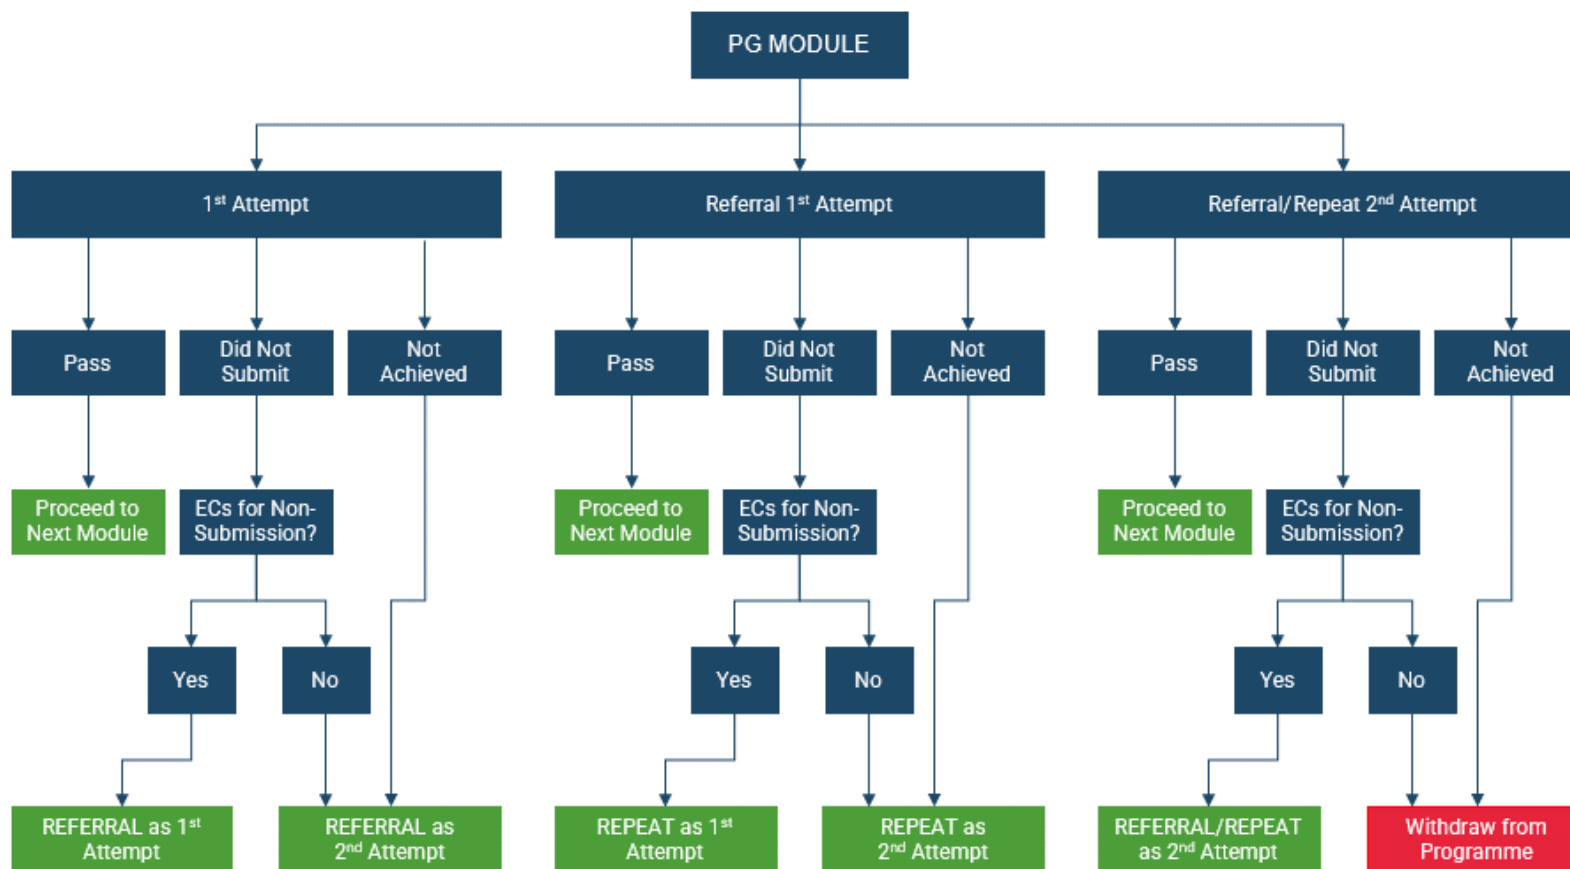 PG MODULE
1st Attempt
Referral 1st Attempt
Referral/Repeat 2nd Attempt
Pass
Did Not
Submit
Not
Achieved
Pass
Did Not
Submit
Not
Achieved
Pass
Did Not
Submit
Not
Achieved
Proceed to
Next Module
ECs for Non-
Submission?
Proceed to
Next Module
ECs for Non-
Submission?
Proceed to
Next Module
ECs for Non-
Submission?
Yes
No
Yes
No
Yes
No
REFERRAL as 1st
Attempt
REFERRAL as
2nd Attempt
REPEAT as 1st
Attempt
REPEAT as
2nd Attempt
REFERRAL/REPEAT
as 2nd Attempt
Withdraw from
Programme